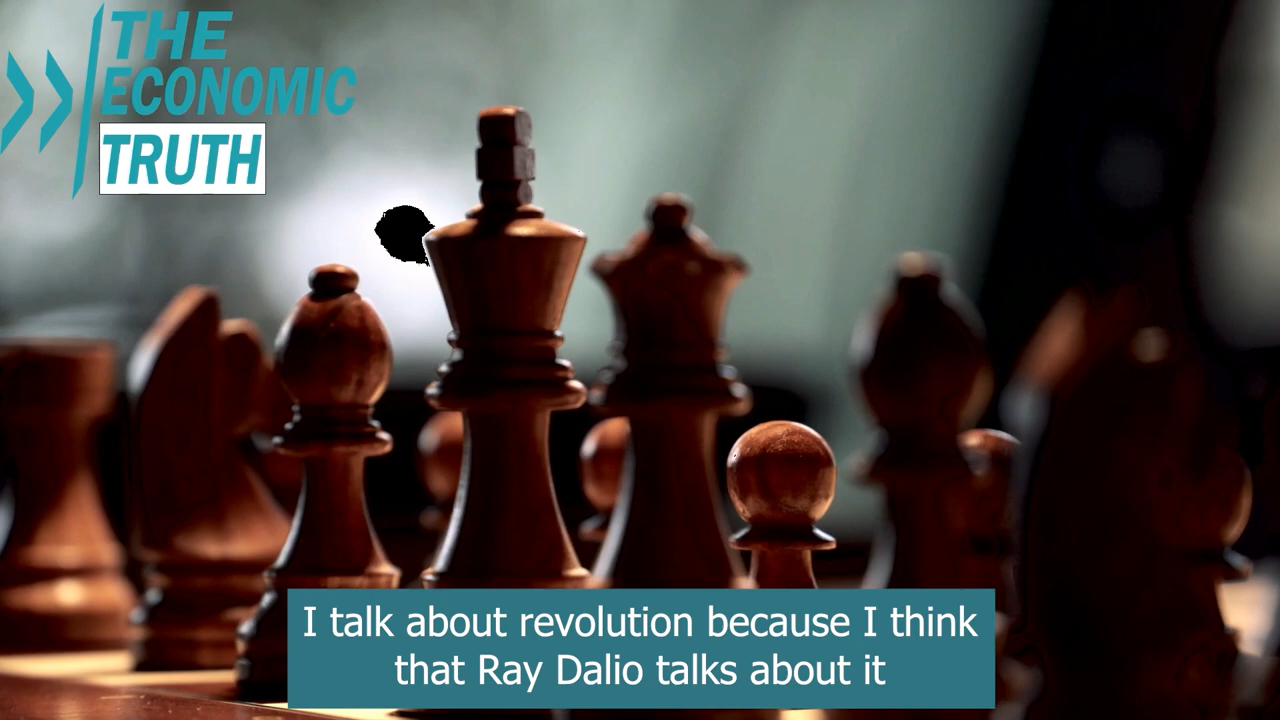 THE
ECONOMIC
TRUTH
I talk about revolution because I think
that Ray Dalio talks about it